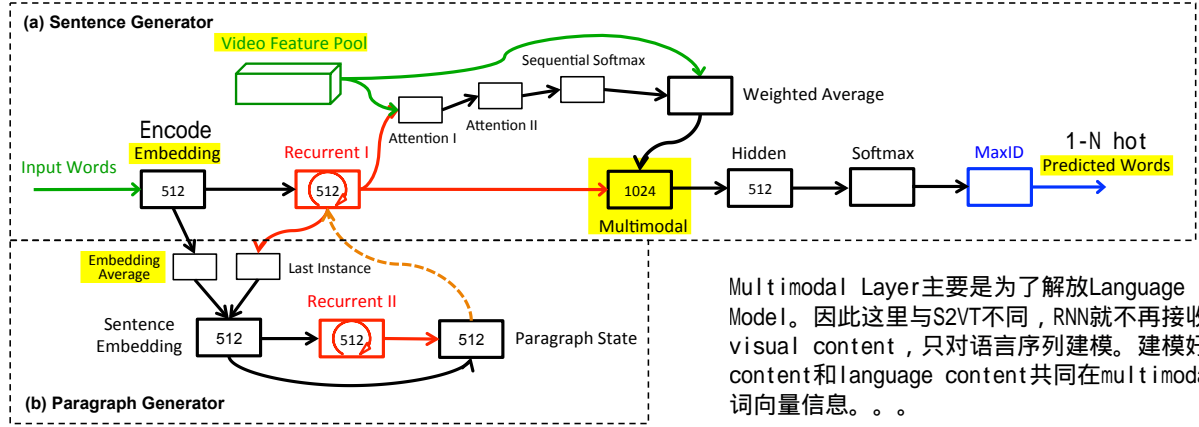 (a) Sentence Generator
Video Feature Pool
Sequential Softmax
Attention I
Attention II
Weighted Average
Encode
Embedding
Input Words
512
Recurrent I
512
1024
Multimodal
Hidden
512
Softmax
MaxID
1-N hot
Predicted Words
Embedding
Average
Last Instance
Sentence
Embedding
512
Recurrent II
512
512
Paragraph State
(b) Paragraph Generator
Multimodal Layer主要是为了解放Language
Model。因此这里与S2VT不同，RNN就不再接收
visual content，只对语言序列建模。建模好
content和language content共同在multimoda
词向量信息。。。